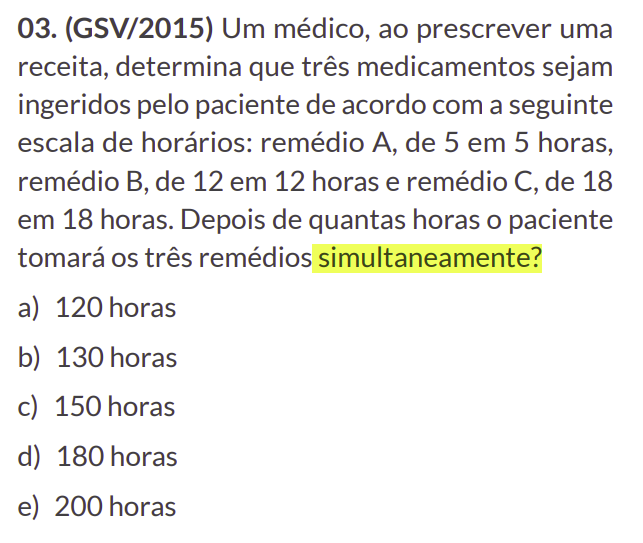 03. (GSV/2015) Um médico, ao prescrever uma
receita, determina que três medicamentos sejam
ingeridos pelo paciente de acordo com a seguinte
escala de horários: remédio A, de 5 em 5 horas,
remédio B, de 12 em 12 horas e remédio C, de 18
em 18 horas. Depois de quantas horas o paciente
tomará os três remédios simultaneamente?
a) 120 horas
b) 130 horas
c) 150 horas
d) 180 horas
e) 200 horas